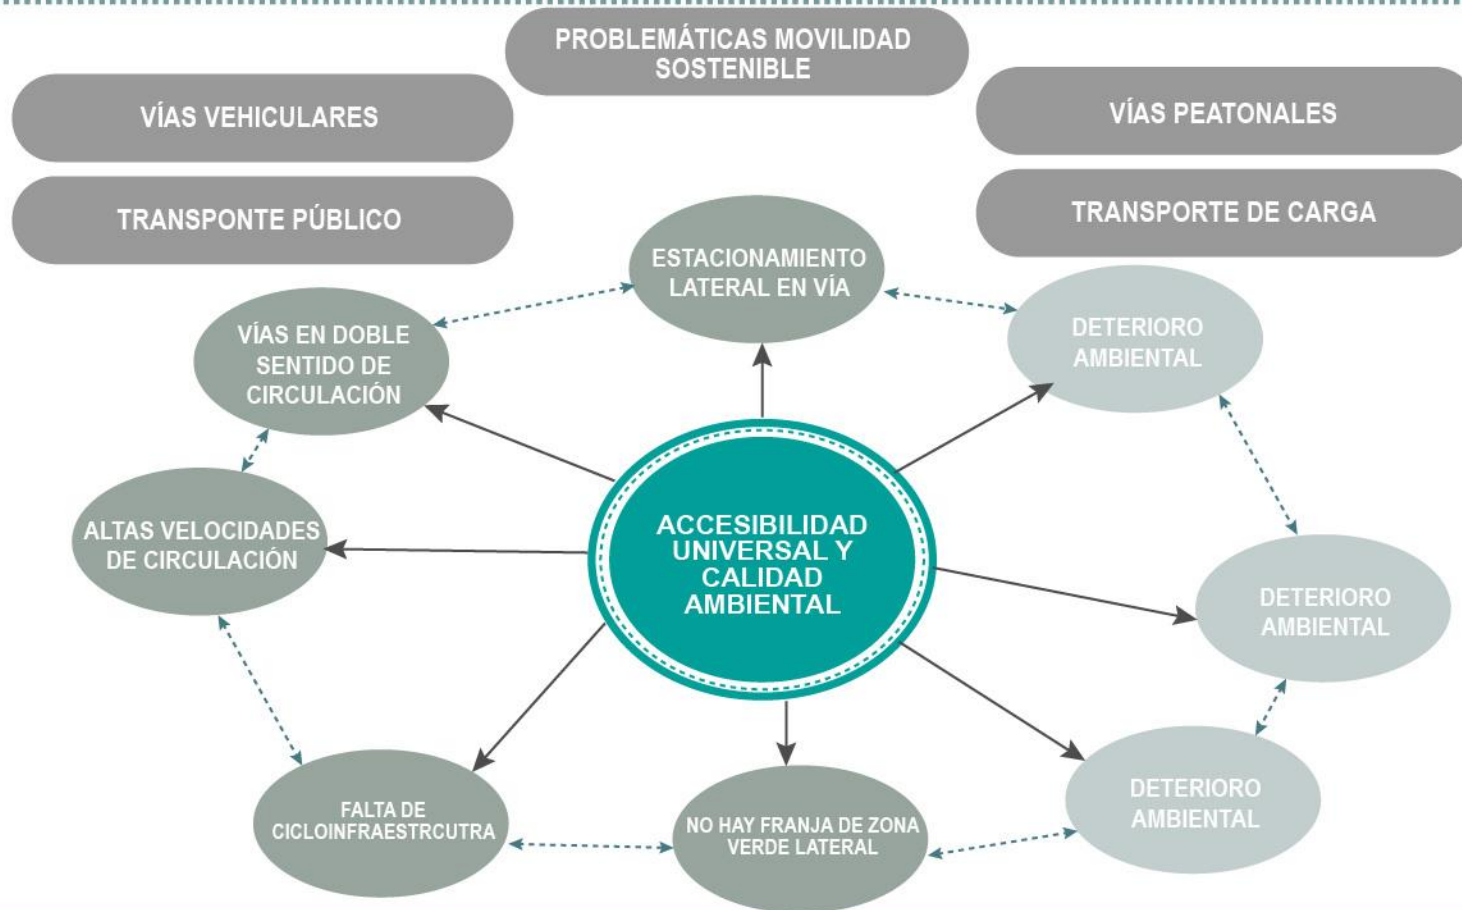 PROBLEMÁTICAS MOVILIDAD
SOSTENIBLE
VÍAS VEHICULARES
VÍAS PEATONALES
TRANSPONTE PÚBLICO
TRANSPORTE DE CARGA
ESTACIONAMIENTO
LATERAL EN VÍA
VÍAS EN DOBLE
SENTIDO DE
CIRCULACIÓN
DETERIORO
AMBIENTAL
ALTAS VELOCIDADES
DE CIRCULACIÓN
ACCESIBILIDAD
UNIVERSAL Y
CALIDAD
AMBIENTAL
DETERIORO
AMBIENTAL
FALTA DE
CICLOINFRAESTRCUTRA
NO HAY FRANJA DE ZONA
VERDE LATERAL
DETERIORO
AMBIENTAL